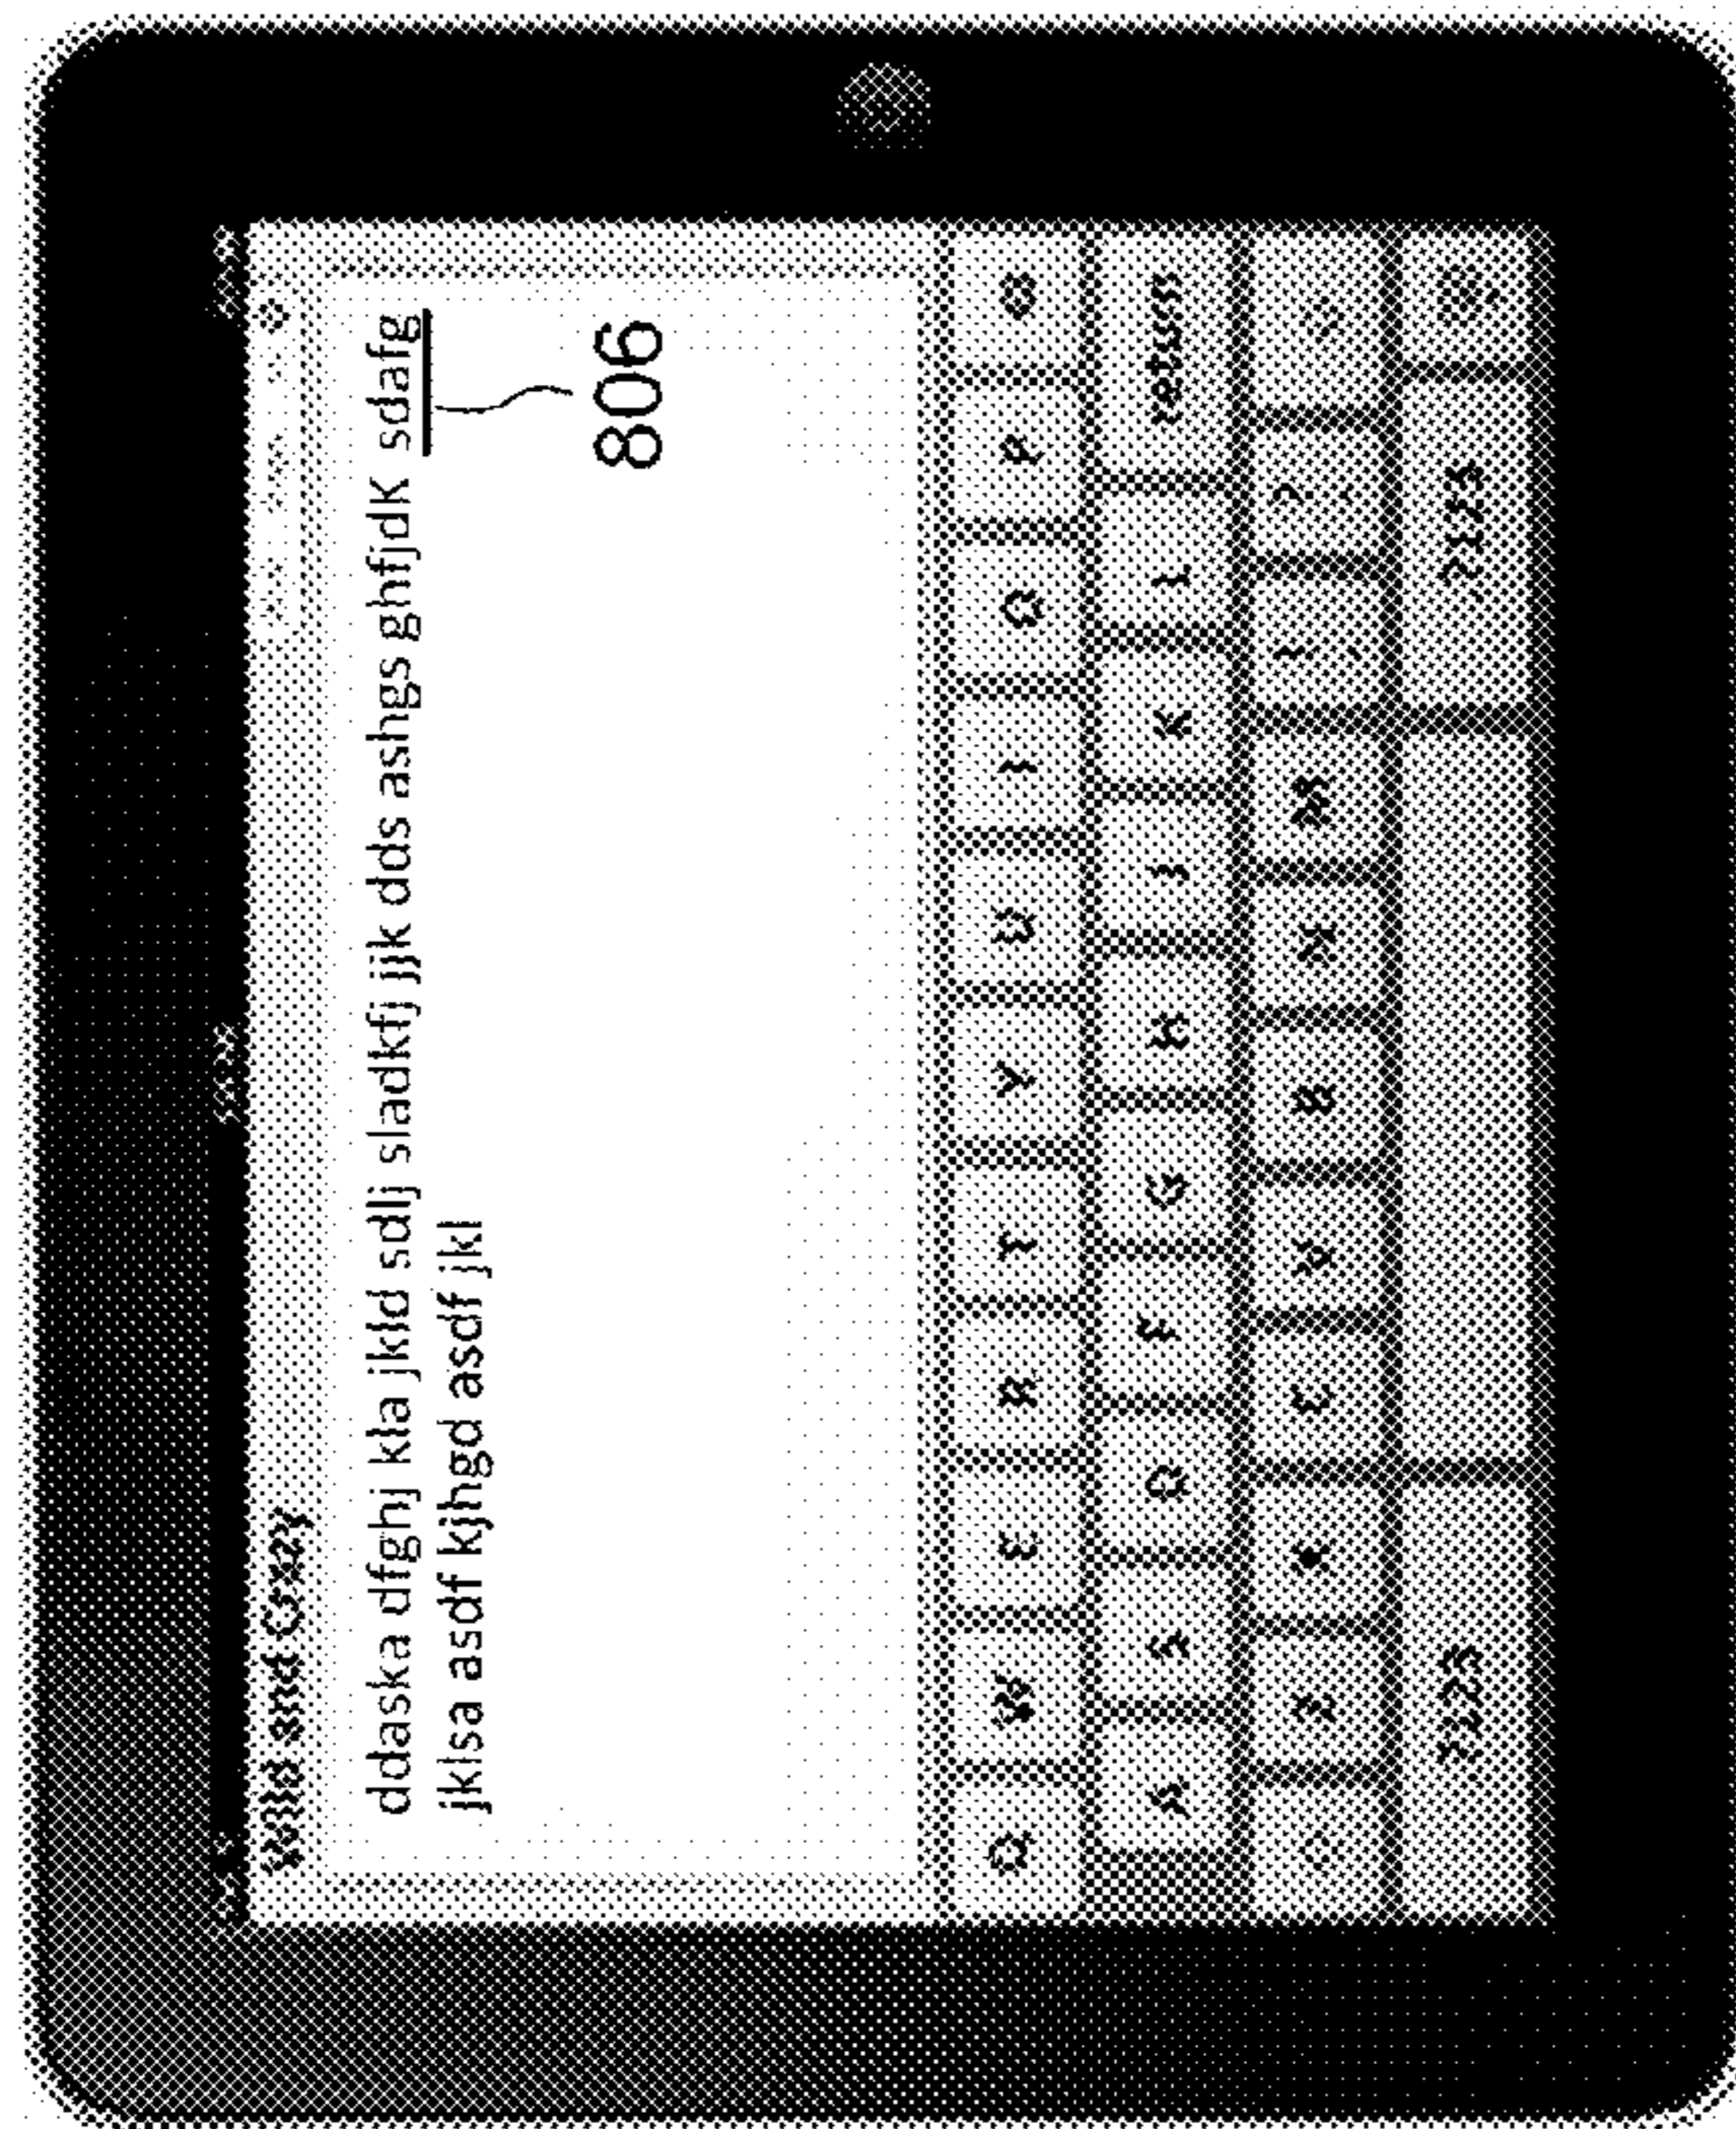 Wild and Crazy
ddaska dfghj kla jkld sdlj sladkfj jjk dds ashgs ghfjdK sdafg
jklsa asdf kjhgd asdf jkl
806
Q W E R T Y U I O P
A S D F G H J K L return
Z C V B M ! , ? .
?123 ?123